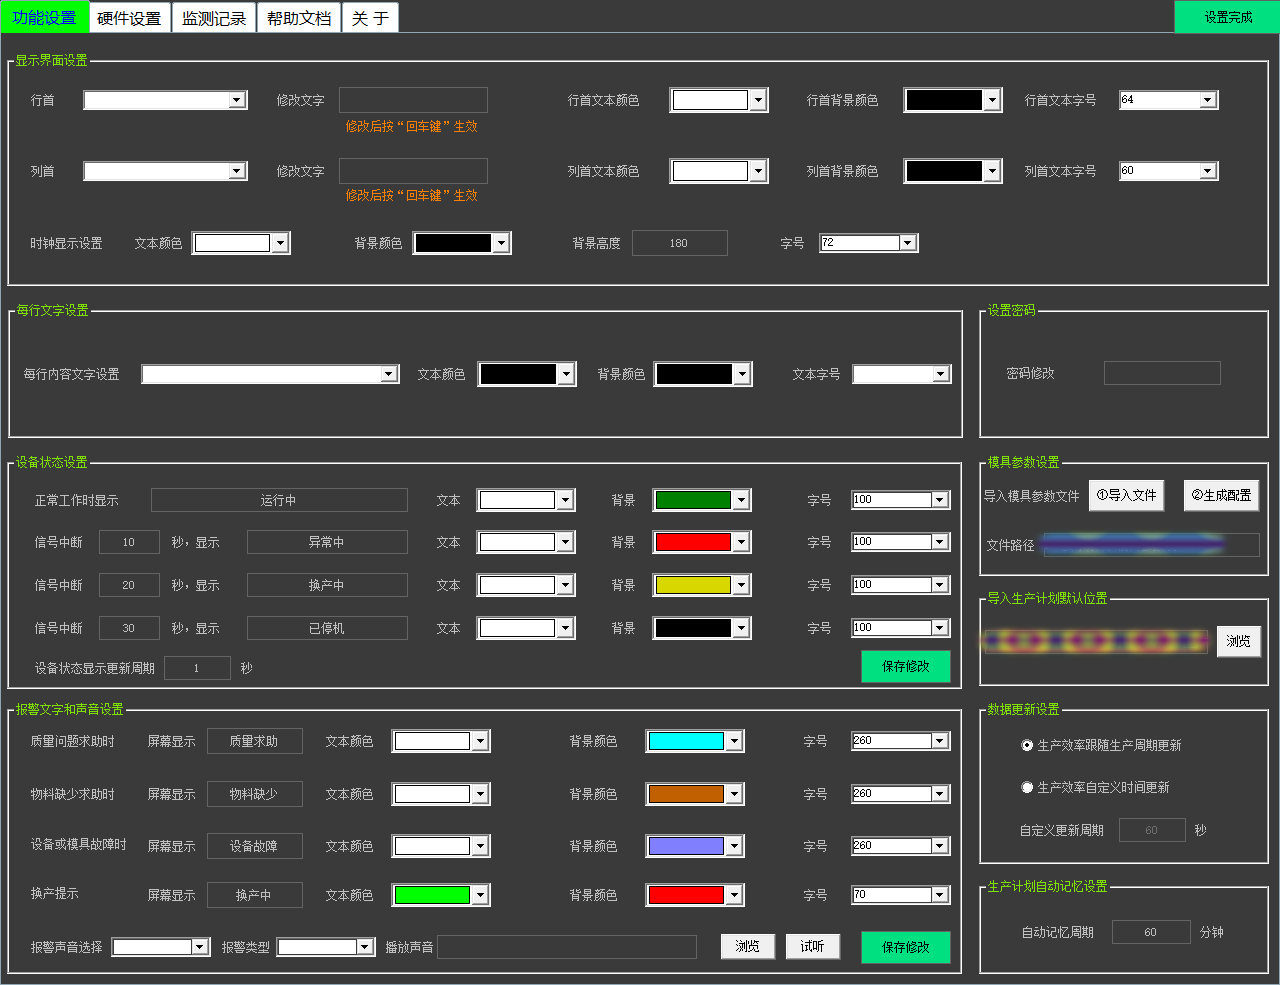 功能设置 硬件设置 监测记录 帮助文档 关 于 设置完成
显示界面设置
行首 修改文字 行首文本颜色 行首背景颜色 行首文本字号 64
修改后按“回车键”生效
列首 修改文字 列首文本颜色 列首背景颜色 列首文本字号 60
修改后按“回车键”生效
时钟显示设置 文本颜色 背景颜色 背景高度 180 字号 72
每行文字设置
每行内容文字设置 文本颜色 背景颜色 文本字号
设置密码
密码修改
设备状态设置
正常工作时显示 运行中 文本 背景 字号 100
信号中断 10 秒，显示 异常中 文本 背景 字号 100
信号中断 20 秒，显示 换产中 文本 背景 字号 100
信号中断 30 秒，显示 已停机 文本 背景 字号 100
设备状态显示更新周期 1 秒 保存修改
模具参数设置
导入模具参数文件 ①导入文件 ②生成配置
文件路径
导入生产计划默认位置
浏览
报警文字和声音设置
质量问题求助时 屏幕显示 质量求助 文本颜色 背景颜色 字号 260
物料缺少求助时 屏幕显示 物料缺少 文本颜色 背景颜色 字号 260
设备或模具故障时 屏幕显示 设备故障 文本颜色 背景颜色 字号 260
换产提示 屏幕显示 换产中 文本颜色 背景颜色 字号 70
报警声音选择 报警类型 播放声音 浏览 试听 保存修改
数据更新设置
生产效率跟随生产周期更新
生产效率自定义时间更新
自定义更新周期 60 秒
生产计划自动记忆设置
自动记忆周期 60 分钟